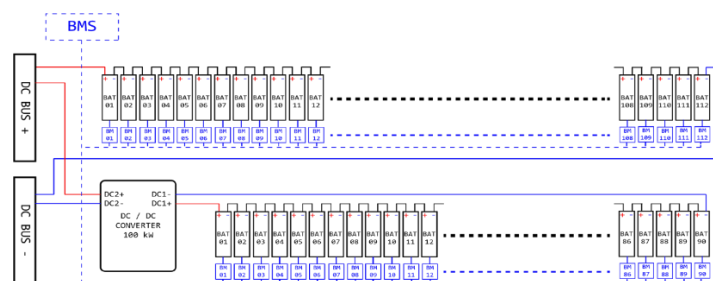 BMS
DC BUS +
+ - + - + - + - + - + - + - + - + - + - + - + - + - + - + - + - + -
BAT 01 BAT 02 BAT 03 BAT 04 BAT 05 BAT 06 BAT 07 BAT 08 BAT 09 BAT 10 BAT 11 BAT 12 BAT 108 BAT 109 BAT 110 BAT 111 BAT 112
BM 01 BM 02 BM 03 BM 04 BM 05 BM 06 BM 07 BM 08 BM 09 BM 10 BM 11 BM 12 BM 108 BM 109 BM 110 BM 111 BM 112
DC BUS -
DC2+ DC1-
DC2- DC1+
DC / DC
CONVERTER
100 kW
+ - + - + - + - + - + - + - + - + - + - + - + - + - + - + - + - + -
BAT 01 BAT 02 BAT 03 BAT 04 BAT 05 BAT 06 BAT 07 BAT 08 BAT 09 BAT 10 BAT 11 BAT 12 BAT 86 BAT 87 BAT 88 BAT 89 BAT 90
BM 01 BM 02 BM 03 BM 04 BM 05 BM 06 BM 07 BM 08 BM 09 BM 10 BM 11 BM 12 BM 86 BM 87 BM 88 BM 89 BM 90